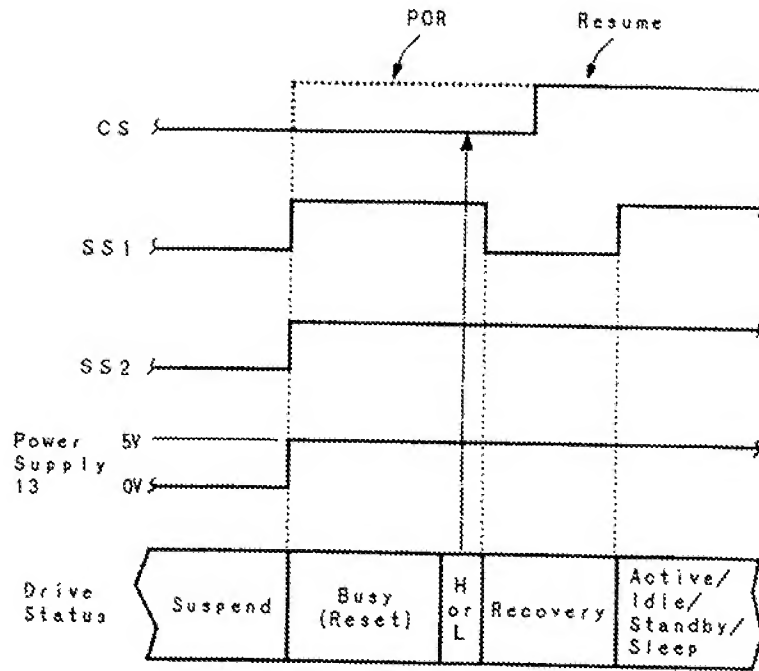 POR
Resume
CS
SS1
SS2
Power
Supply
13
5V
0V
Drive
Status
Suspend
Busy
(Reset)
H
or
L
Recovery
Active/
Idle/
Standby/
Sleep